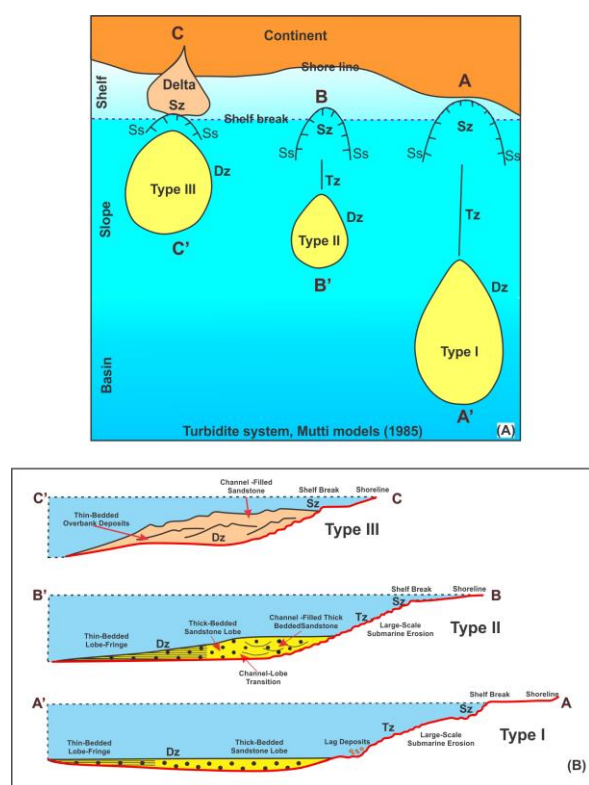 C
Continent
Shore line
A
Shelf
Delta
Sz
B
Sz
Sz
Shelf break
Ss
Ss
Ss
Ss
Ss
Ss
Type III
Dz
Tz
Tz
Slope
Dz
Type II
C'
B'
Dz
Type I
Basin
A'
Turbidite system, Mutti models (1985)
(A)
Channel -Filled
Sandstone
Shelf Break
Shoreline
C'
C
Sz
Thin-Bedded
Overbank Deposits
Dz
Type III
Shelf Break
Shoreline
B'
B
Sz
Thick-Bedded
Sandstone Lobe
Channel -Filled Thick
BeddedSandstone
Tz
Type II
Thin-Bedded
Lobe-Fringe
Dz
Large-Scale
Submarine Erosion
Channel-Lobe
Transition
Shelf Break
Shoreling
A'
A
Sz
Tz
Type I
Thin-Bedded
Lobe-Fringe
Dz
Thick-Bedded
Sandstone Lobe
Lag Deposits
Large-Scale
Submarine Erosion
(B)